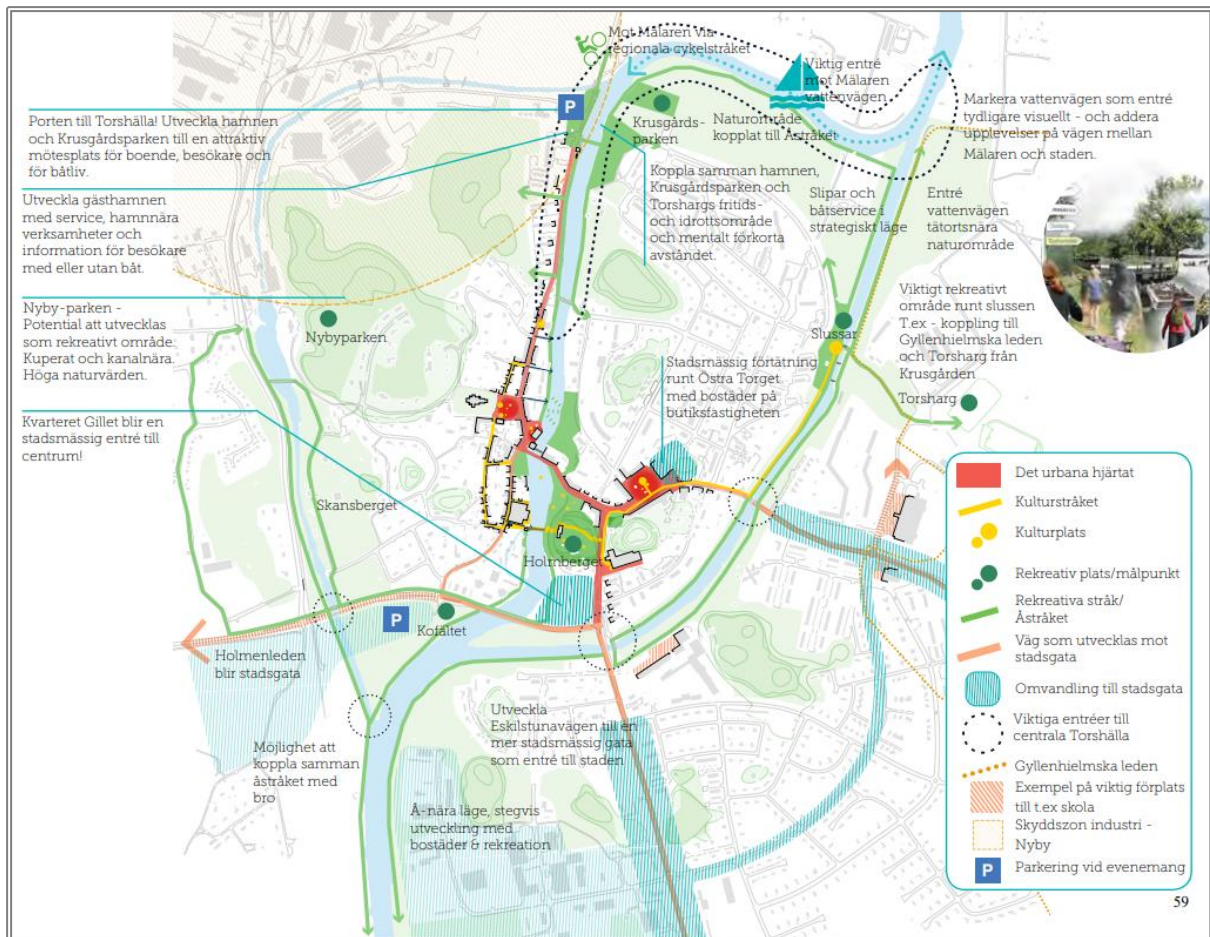 Mot Mälaren via
regionala cykelstråket
Viktig entré
mot Mälaren
vattenvägen
P
Porten till Torshälla! Utveckla hamnen
och Krusgårdsparken till en attraktiv
mötesplats för boende, besökare och
för båtliv.
Krusgårds-
parken
Naturområde
kopplat till Åstråket
Markera vattenvägen som entré
tydligare visuellt - och addera
upplevelser på vägen mellan
Mälaren och staden.
Utveckla gästhamnen
med service, hamnnära
verksamheter och
information för besökare
med eller utan båt.
Koppla samman hamnen,
Krusgårdsparken och
Torshargs fritids-
och idrottsområde
och mentalt förkorta
avståndet.
Slipar och
båtservice i
strategiskt läge
Entré
vattenvägen
tätortsnära
naturområde
Nyby-parken -
Potential att utvecklas
som rekreativt område.
Kuperat och kanalnära.
Höga naturvärden.
Nybyparken
Slussar
Viktigt rekreativt
område runt slussen
T.ex - koppling till
Gyllenhielmska leden
och Torsharg från
Krusgården
Torsharg
Stadsmässig förtätning
runt Östra Torget
med bostäder på
butiksfastigheten
Kvarteret Gillet blir en
stadsmässig entré till
centrum!
Skansberget
Holmberget
P
Kofältet
Holmenleden
blir stadsgata
Utveckla
Eskilstunavägen till en
mer stadsmässig gata
som entré till staden
Möjlighet att
koppla samman
åstråket med
bro
Å-nära läge, stegvis
utveckling med
bostäder & rekreation
Det urbana hjärtat
Kulturstråket
Kulturplats
Rekreativ plats/målpunkt
Rekreativa stråk/
Åstråket
Väg som utvecklas mot
stadsgata
Omvandling till stadsgata
Viktiga entréer till
centrala Torshälla
Gyllenhielmska leden
Exempel på viktig förplats
till t.ex skola
Skyddszon industri -
Nyby
P Parkering vid evenemang
59